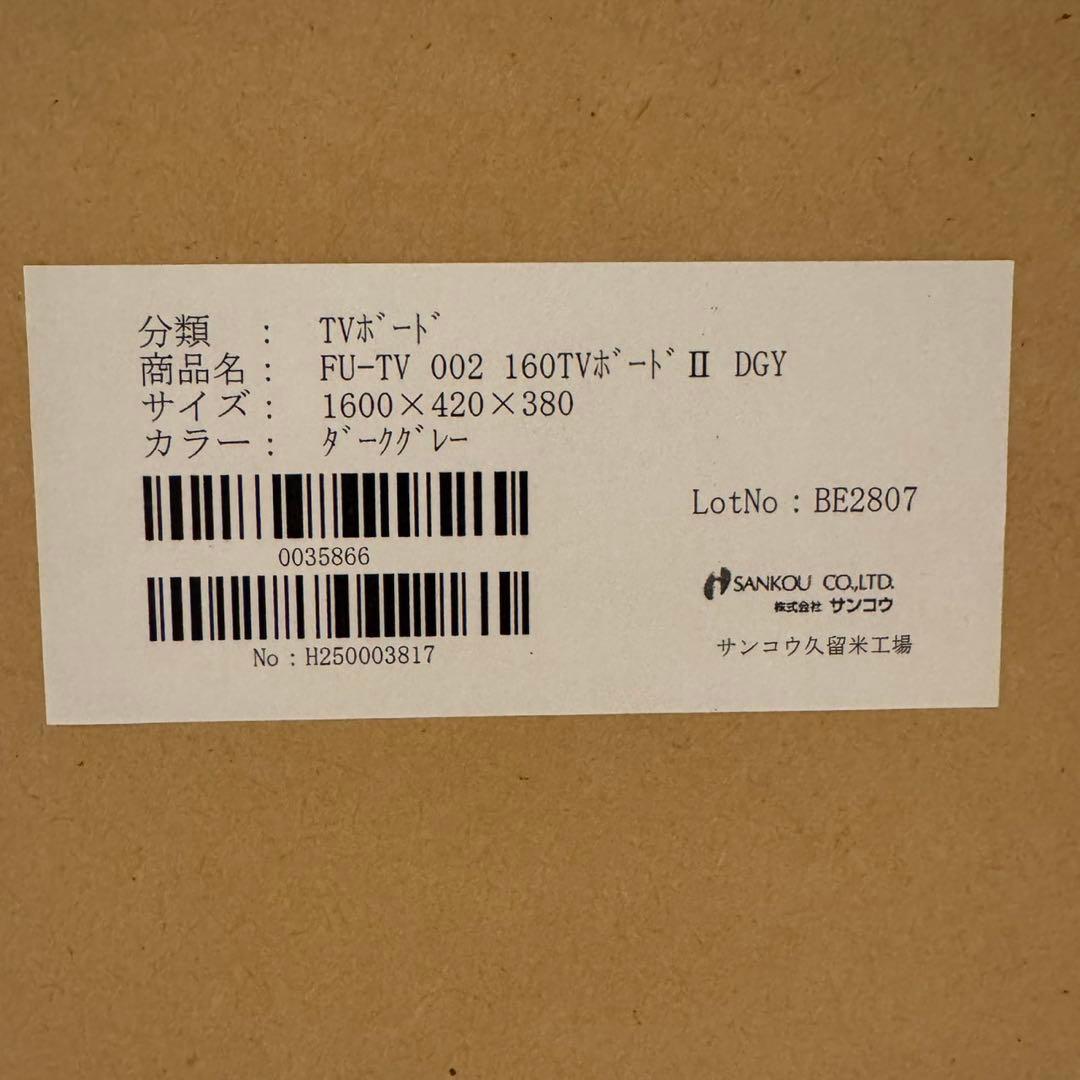 分類 : TVﾎﾞｰﾄﾞ
商品名 : FU-TV 002 160TVﾎﾞｰﾄﾞⅡ DGY
サイズ : 1600×420×380
カラー : ﾀﾞｰｸｸﾞﾚｰ
0035866
No : H250003817
LotNo : BE2807
SANKOU CO.,LTD.
株式会社 サンコウ
サンコウ久留米工場